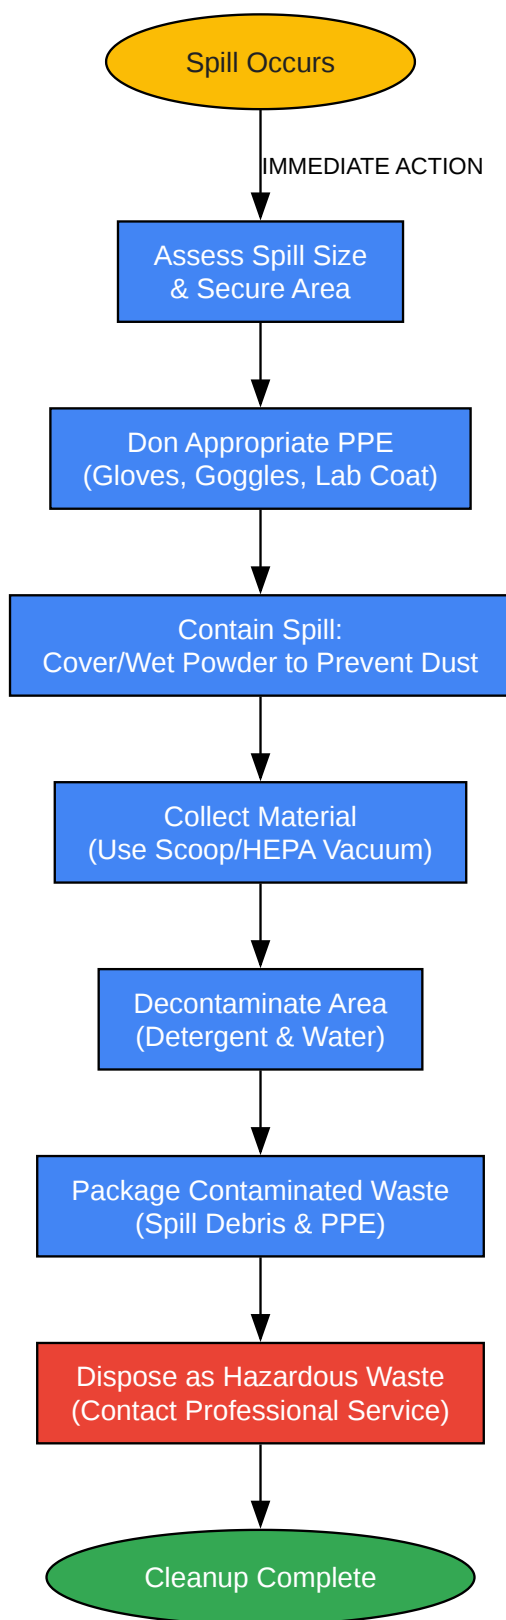 Spill Occurs
IMMEDIATE ACTION
Assess Spill Size
& Secure Area
Don Appropriate PPE
(Gloves, Goggles, Lab Coat)
Contain Spill:
Cover/Wet Powder to Prevent Dust
Collect Material
(Use Scoop/HEPA Vacuum)
Decontaminate Area
(Detergent & Water)
Package Contaminated Waste
(Spill Debris & PPE)
Dispose as Hazardous Waste
(Contact Professional Service)
Cleanup Complete